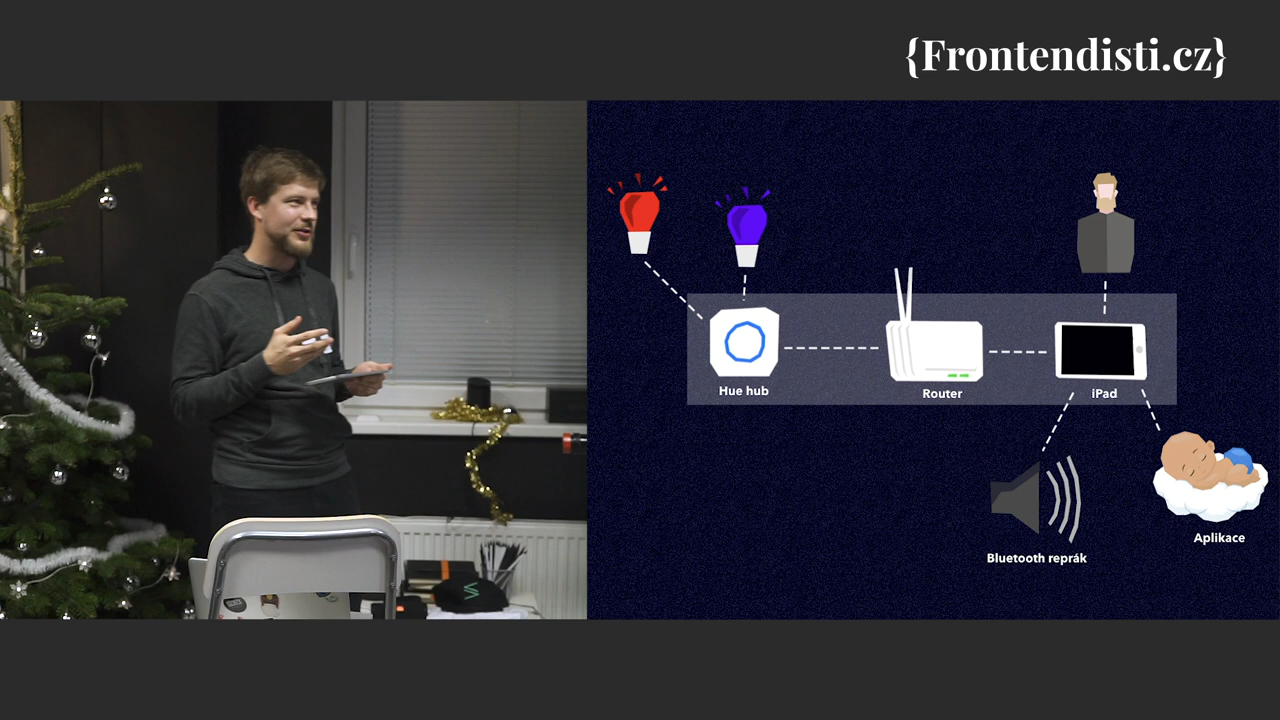 {Frontendisti.cz}
Hue hub
Router
iPad
Bluetooth reprák
Aplikace